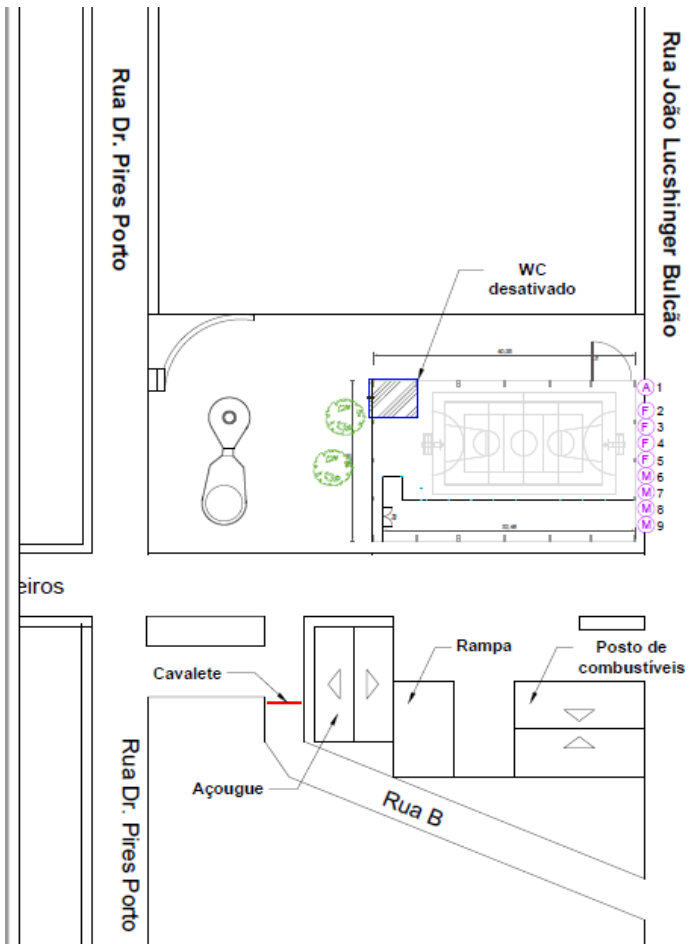 Rua Dr. Pires Porto
Rua João Lucshinger Bulcão
WC
desativado
A 1
F 2
F 3
F 4
F 5
M 6
M 7
M 8
M 9
eiros
Cavalete
Açougue
Rampa
Posto de
combustíveis
Rua Dr. Pires Porto
Rua B